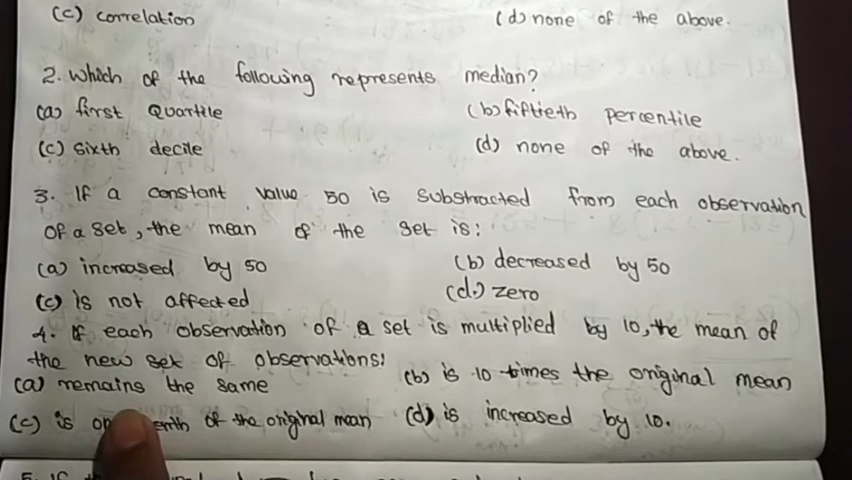 (c) correlation (d) none of the above.
2. Which of the following represents median?
(a) first Quartile (b) fiftieth percentile
(c) sixth decile (d) none of the above.
3. If a constant value 50 is substracted from each observation
of a set, the mean of the set is:
(a) increased by 50 (b) decreased by 50
(c) is not affected (d) zero
4. If each observation of a set is multiplied by 10, the mean of
the new set of observations:
(a) remains the same (b) is 10 times the original mean
(c) is of the original mean (d) is increased by 10.
5. If